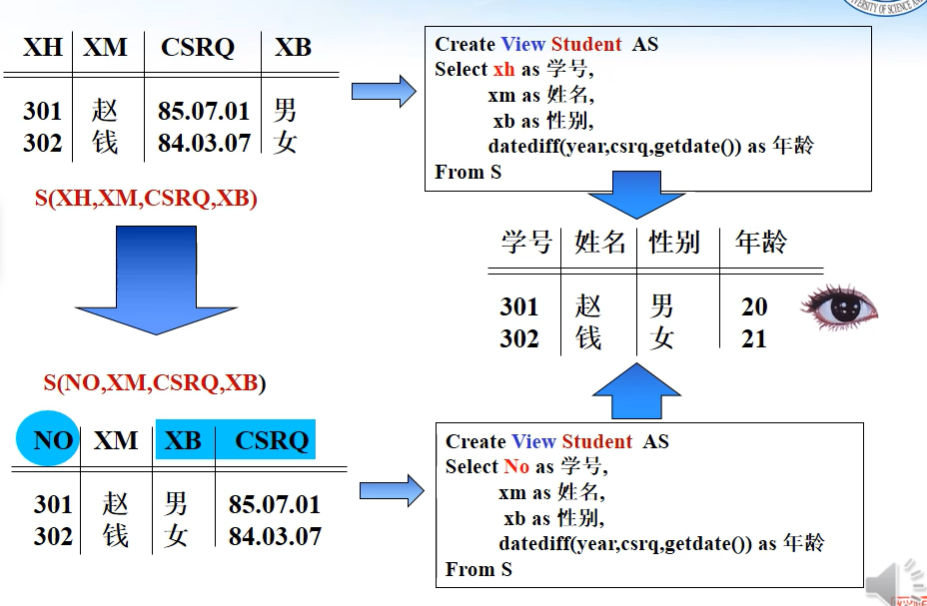 XH XM CSRQ XB
301 赵 85.07.01 男
302 钱 84.03.07 女
S(XH,XM,CSRQ,XB)
Create View Student AS
Select xh as 学号,
xm as 姓名,
xb as 性别,
datediff(year,csrq,getdate()) as 年龄
From S
学号 姓名 性别 年龄
301 赵 男 20
302 钱 女 21
S(NO,XM,CSRQ,XB)
NO XM XB CSRQ
301 赵 男 85.07.01
302 钱 女 84.03.07
Create View Student AS
Select No as 学号,
xm as 姓名,
xb as 性别,
datediff(year,csrq,getdate()) as 年龄
From S